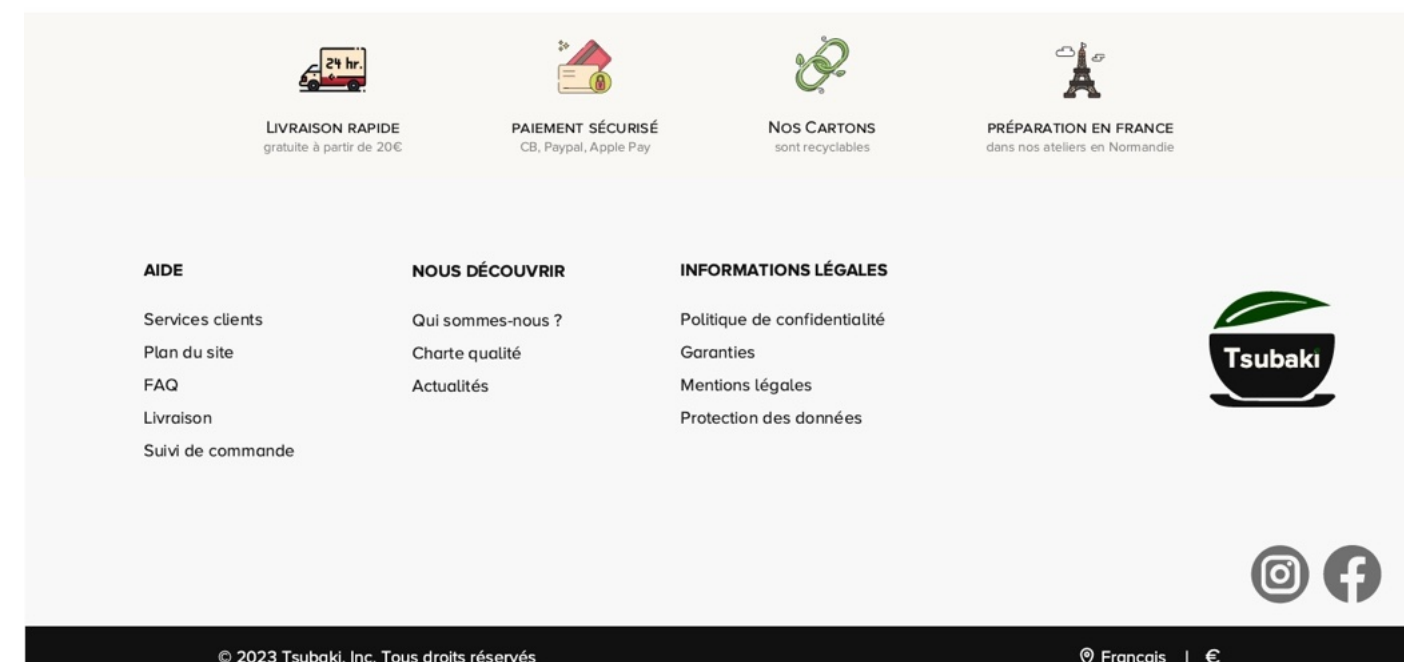 24 hr.
LIVRAISON RAPIDE
gratuite à partir de 20€
PAIEMENT SÉCURISÉ
CB, Paypal, Apple Pay
NOS CARTONS
sont recyclables
PRÉPARATION EN FRANCE
dans nos ateliers en Normandie
AIDE
Services clients
Plan du site
FAQ
Livraison
Suivi de commande
NOUS DÉCOUVRIR
Qui sommes-nous ?
Charte qualité
Actualités
INFORMATIONS LÉGALES
Politique de confidentialité
Garanties
Mentions légales
Protection des données
Tsubaki
© 2023 Tsubaki, Inc. Tous droits réservés
Français | €